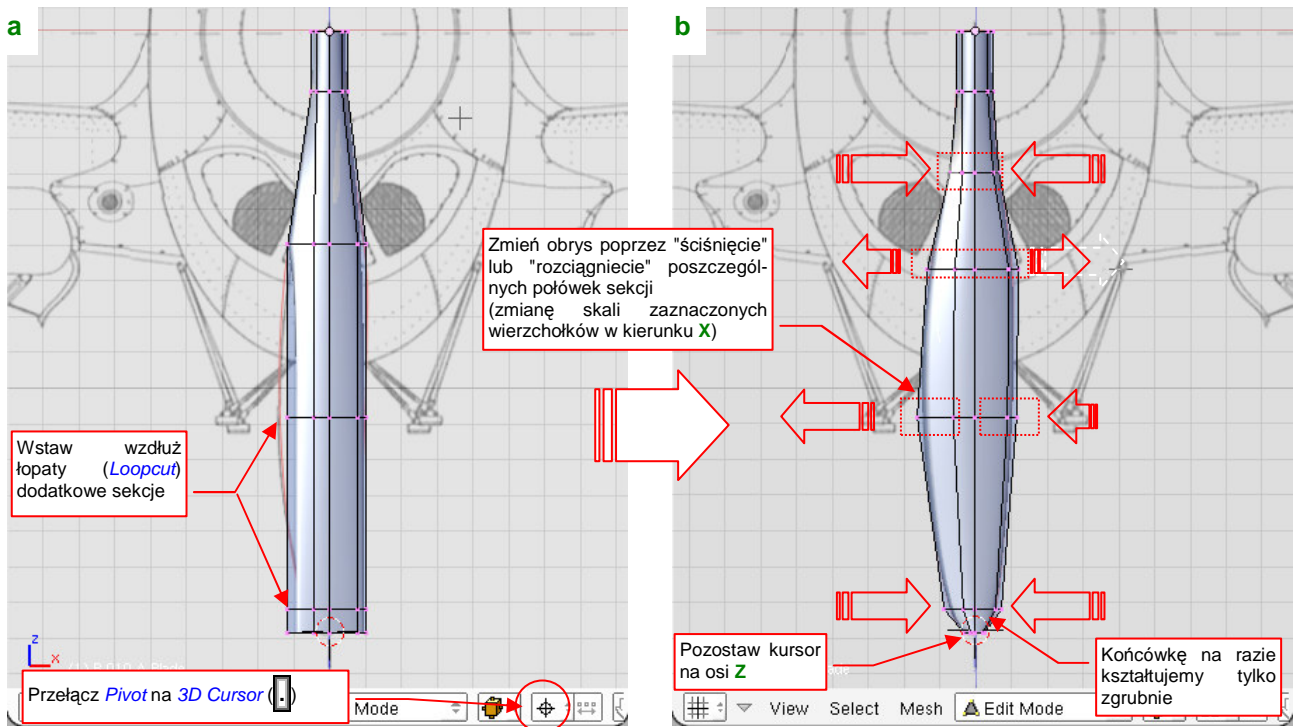 a
b
Zmień obrys poprzez "ściśnięcie"
lub "rozciągniecie" poszczegól-
nych połówek sekcji
(zmianę skali zaznaczonych
wierzchołków w kierunku X)
Wstaw wzdłuż
łopaty (Loopcut)
dodatkowe sekcje
Pozostaw kursor
na osi Z
Końcówkę na razie
kształtujemy tylko
zgrubnie
z
x
Przełącz Pivot na 3D Cursor (.)
Mode
View Select Mesh Edit Mode